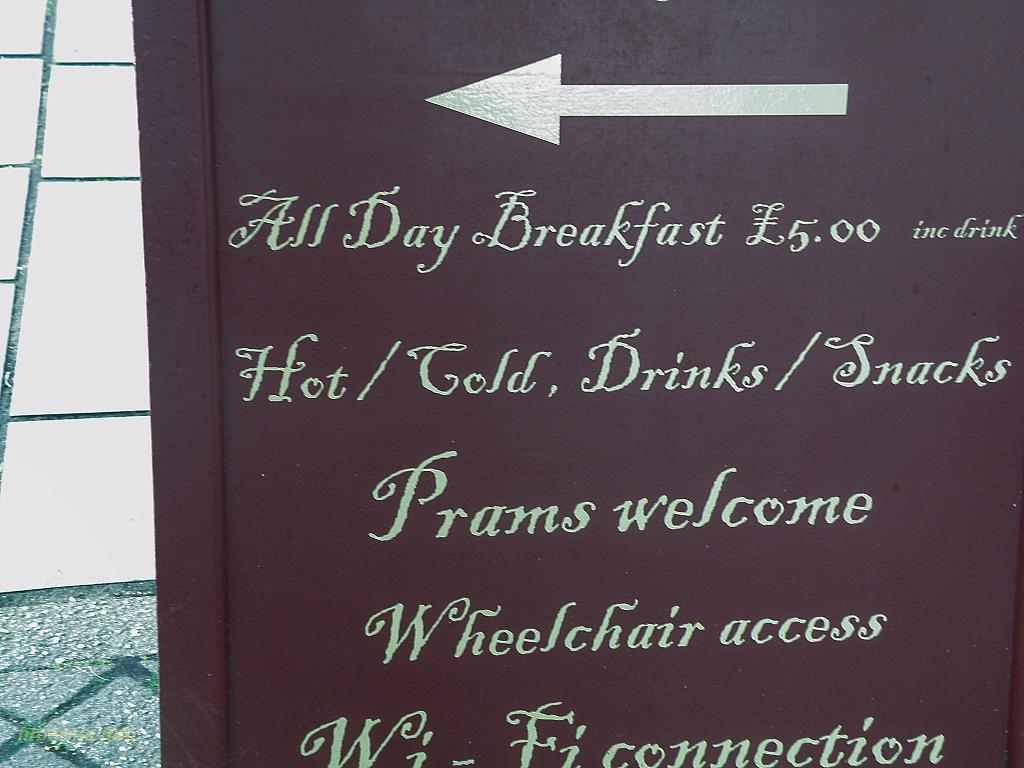 All Day Breakfast £5.00 inc drink
Hot / Cold, Drinks / Snacks
Prams welcome
Wheelchair access
Wi - Fi connection